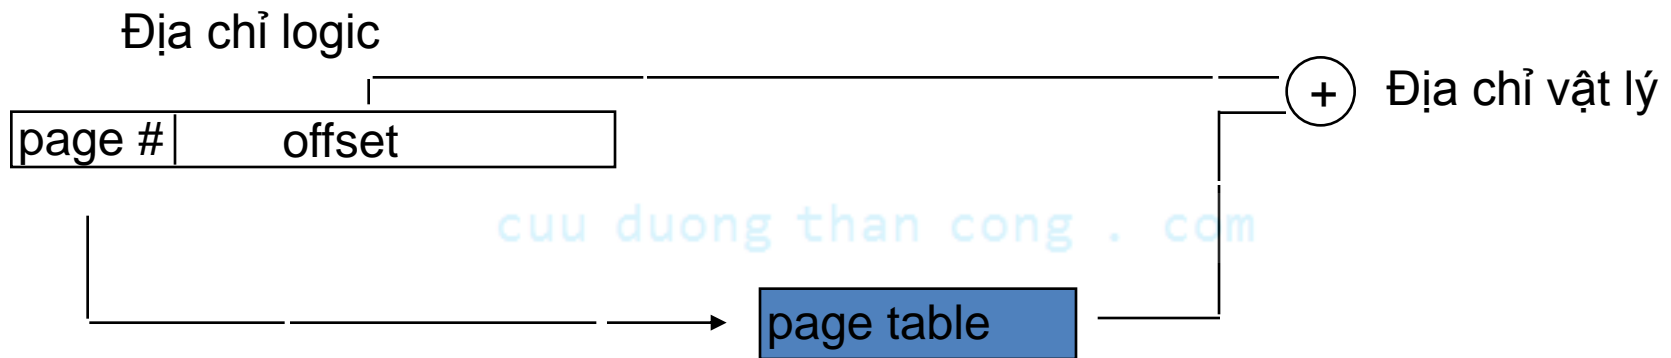 Địa chỉ logic
+ Địa chỉ vật lý
page # offset
cuu duong than cong . com
page table